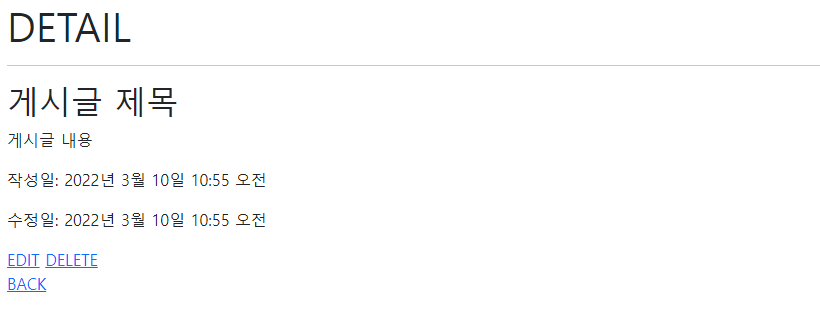 DETAIL
게시글 제목
게시글 내용
작성일: 2022년 3월 10일 10:55 오전
수정일: 2022년 3월 10일 10:55 오전
EDIT DELETE
BACK